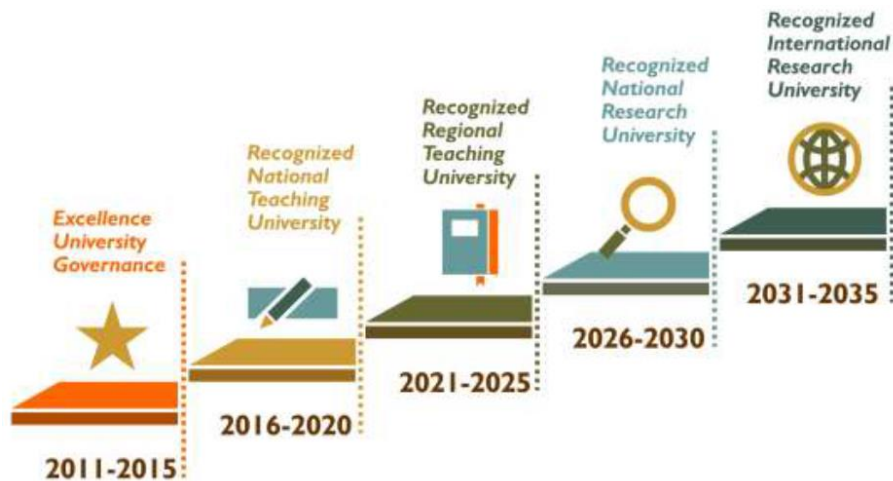 Excellence
University
Governance
2011-2015
Recognized
National
Teaching
University
2016-2020
Recognized
Regional
Teaching
University
2021-2025
Recognized
National
Research
University
2026-2030
Recognized
International
Research
University
2031-2035